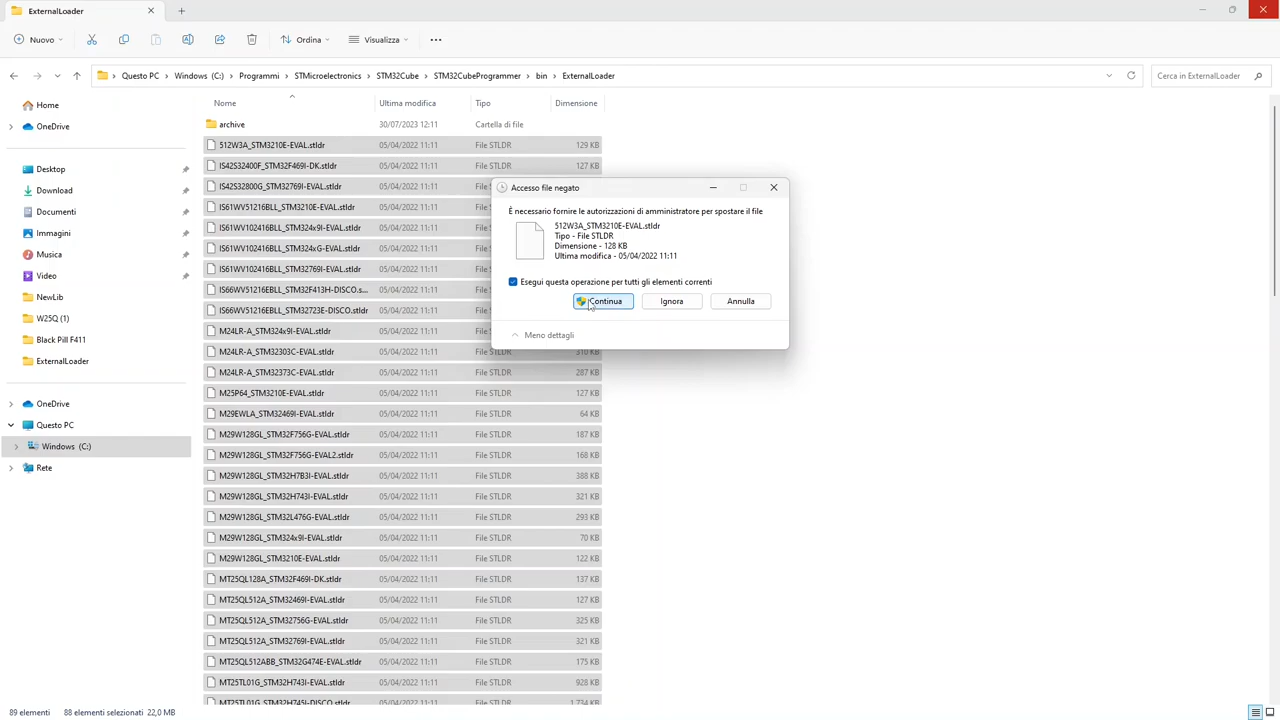 ExternalLoader
Nuovo
Ordina
Visualizza
Questo PC > Windows (C:) > Programmi > STMicroelectronics > STM32Cube > STM32CubeProgrammer > bin > ExternalLoader
Cerca in ExternalLoader
Home
OneDrive
Desktop
Download
Documenti
Immagini
Musica
Video
NewLib
W25Q (1)
Black Pill F411
ExternalLoader
OneDrive
Questo PC
Windows (C:)
Rete
Nome Ultima modifica Tipo Dimensione
archive 30/07/2023 12:11 Cartella di file
512W3A_STM3210E-EVAL.stldr 05/04/2022 11:11 File STLDR 129 KB
IS42S32400F_STM32F469I-DK.stldr 05/04/2022 11:11 File STLDR 127 KB
IS42S32800G_STM32769I-EVAL.stldr 05/04/2022 11:11
IS61WV51216BLL_STM3210E-EVAL.stldr 05/04/2022 11:11
IS61WV102416BLL_STM324x9I-EVAL.stldr 05/04/2022 11:11
IS61WV102416BLL_STM324xG-EVAL.stldr 05/04/2022 11:11
IS61WV102416BLL_STM32769I-EVAL.stldr 05/04/2022 11:11
IS66WV51216EBLL_STM32F413H-DISCO.s... 05/04/2022 11:11
IS66WV51216EBLL_STM32723E-DISCO.stldr 05/04/2022 11:11
M24LR-A_STM324x9I-EVAL.stldr 05/04/2022 11:11
M24LR-A_STM32303C-EVAL.stldr 05/04/2022 11:11 File STLDR 310 KB
M24LR-A_STM32373C-EVAL.stldr 05/04/2022 11:11 File STLDR 287 KB
M25P64_STM3210E-EVAL.stldr 05/04/2022 11:11 File STLDR 127 KB
M29EWLA_STM32469I-EVAL.stldr 05/04/2022 11:11 File STLDR 64 KB
M29W128GL_STM32F756G-EVAL.stldr 05/04/2022 11:11 File STLDR 187 KB
M29W128GL_STM32F756G-EVAL2.stldr 05/04/2022 11:11 File STLDR 168 KB
M29W128GL_STM32H7B3I-EVAL.stldr 05/04/2022 11:11 File STLDR 388 KB
M29W128GL_STM32H743I-EVAL.stldr 05/04/2022 11:11 File STLDR 321 KB
M29W128GL_STM32L476G-EVAL.stldr 05/04/2022 11:11 File STLDR 293 KB
M29W128GL_STM324x9I-EVAL.stldr 05/04/2022 11:11 File STLDR 70 KB
M29W128GL_STM3210E-EVAL.stldr 05/04/2022 11:11 File STLDR 122 KB
MT25QL128A_STM32F469I-DK.stldr 05/04/2022 11:11 File STLDR 137 KB
MT25QL512A_STM32469I-EVAL.stldr 05/04/2022 11:11 File STLDR 127 KB
MT25QL512A_STM32756G-EVAL.stldr 05/04/2022 11:11 File STLDR 325 KB
MT25QL512A_STM32769I-EVAL.stldr 05/04/2022 11:11 File STLDR 321 KB
MT25QL512ABB_STM32G474E-EVAL.stldr 05/04/2022 11:11 File STLDR 175 KB
MT25TL01G_STM32H743I-EVAL.stldr 05/04/2022 11:11 File STLDR 928 KB
MT25TL01G_STM32H745I-DISCO.stldr 05/04/2022 11:11 File STLDR 1.734 KB
Accesso file negato
È necessario fornire le autorizzazioni di amministratore per spostare il file
512W3A_STM3210E-EVAL.stldr
Tipo - File STLDR
Dimensione - 128 KB
Ultima modifica - 05/04/2022 11:11
Esegui questa operazione per tutti gli elementi correnti
Continua Ignora Annulla
Meno dettagli
89 elementi 88 elementi selezionati 22,0 MB